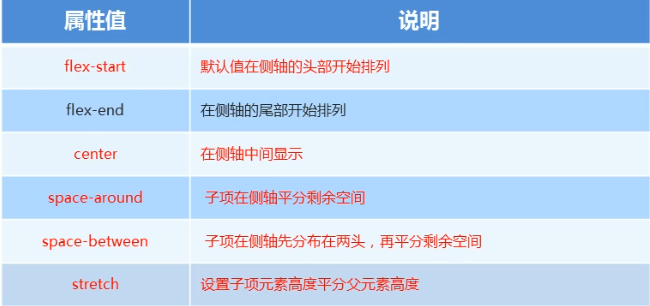 属性值 说明
flex-start 默认值在侧轴的头部开始排列
flex-end 在侧轴的尾部开始排列
center 在侧轴中间显示
space-around 子项在侧轴平分剩余空间
space-between 子项在侧轴先分布在两头，再平分剩余空间
stretch 设置子项元素高度平分父元素高度